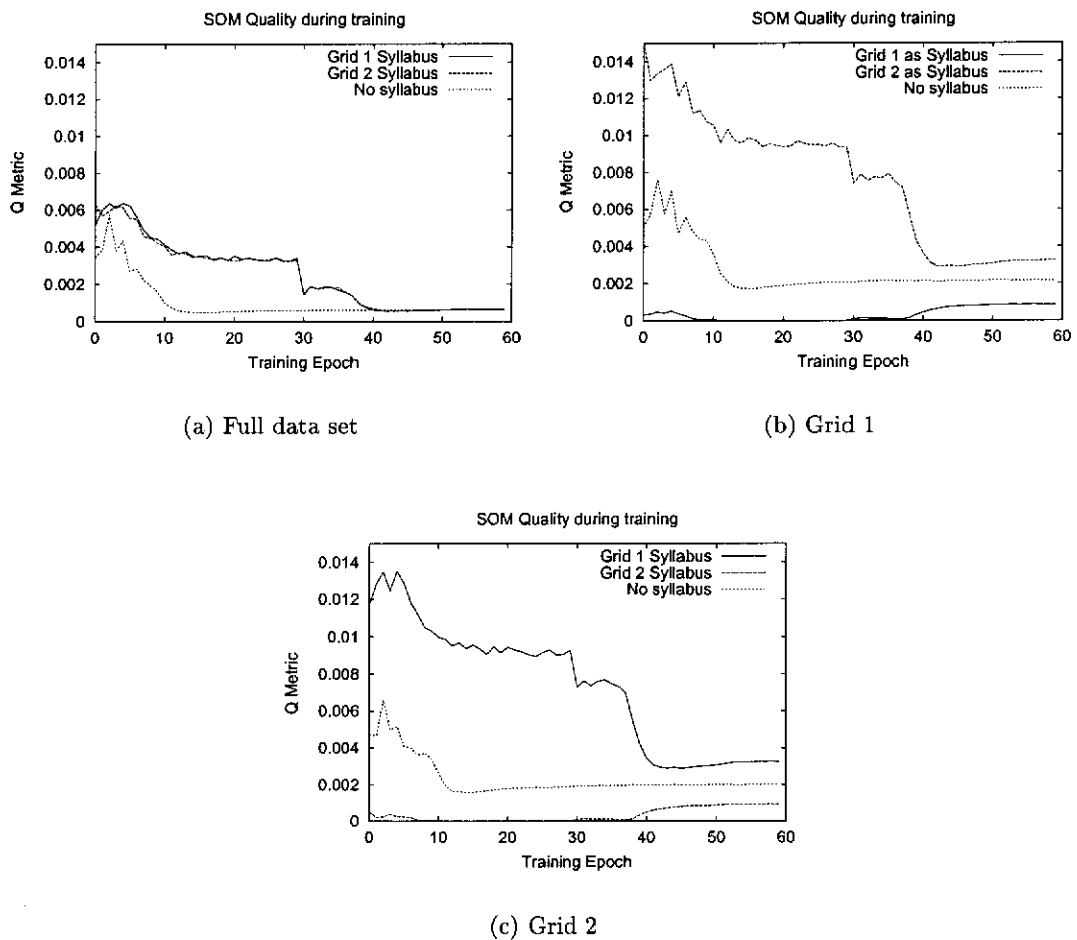 SOM Quality during training
0.014
0.012
0.01
0.008
0.006
0.004
0.002
0
Q Metric
Grid 1 Syllabus
Grid 2 Syllabus
No syllabus
0 10 20 30 40 50 60
Training Epoch
(a) Full data set
SOM Quality during training
0.014
0.012
0.01
0.008
0.006
0.004
0.002
0
Q Metric
Grid 1 as Syllabus
Grid 2 as Syllabus
No syllabus
0 10 20 30 40 50 60
Training Epoch
(b) Grid 1
SOM Quality during training
0.014
0.012
0.01
0.008
0.006
0.004
0.002
0
Q Metric
Grid 1 Syllabus
Grid 2 Syllabus
No syllabus
0 10 20 30 40 50 60
Training Epoch
(c) Grid 2